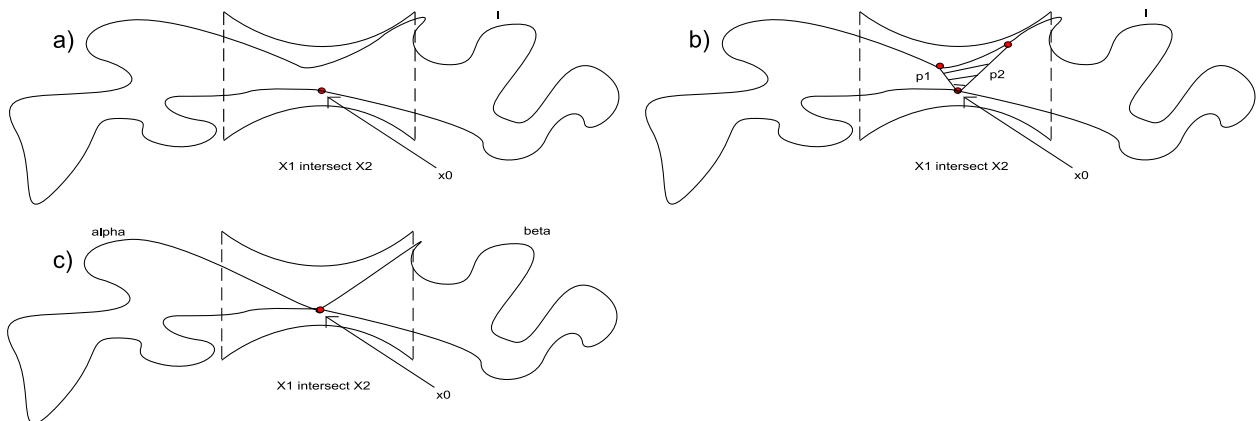 a)
l
X1 intersect X2
x0
b)
l
p1
p2
X1 intersect X2
x0
alpha
beta
c)
X1 intersect X2
x0